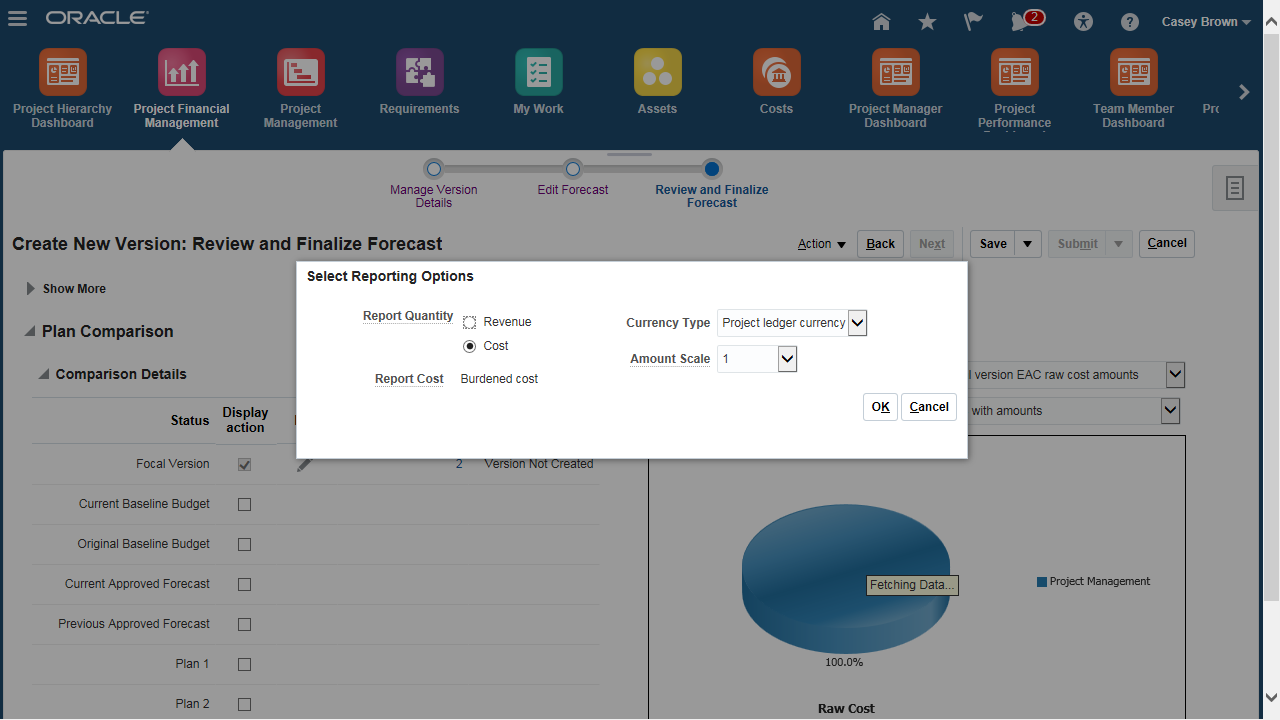 ORACLE
2
Casey Brown
Project Hierarchy
Dashboard
Project Financial
Management
Project
Management
Requirements
My Work
Assets
Costs
Project Manager
Dashboard
Project
Performance
Team Member
Dashboard
Manage Version
Details
Edit Forecast
Review and Finalize
Forecast
Create New Version: Review and Finalize Forecast
Action
Back
Next
Save
Submit
Cancel
Show More
Plan Comparison
Comparison Details
Select Reporting Options
Report Quantity
Revenue
Cost
Report Cost
Burdened cost
Currency Type
Project ledger currency
Amount Scale
1
OK
Cancel
version EAC raw cost amounts
with amounts
Status
Display
action
Focal Version
2
Version Not Created
Current Baseline Budget
Original Baseline Budget
Current Approved Forecast
Previous Approved Forecast
Plan 1
Plan 2
Fetching Data...
Project Management
100.0%
Raw Cost